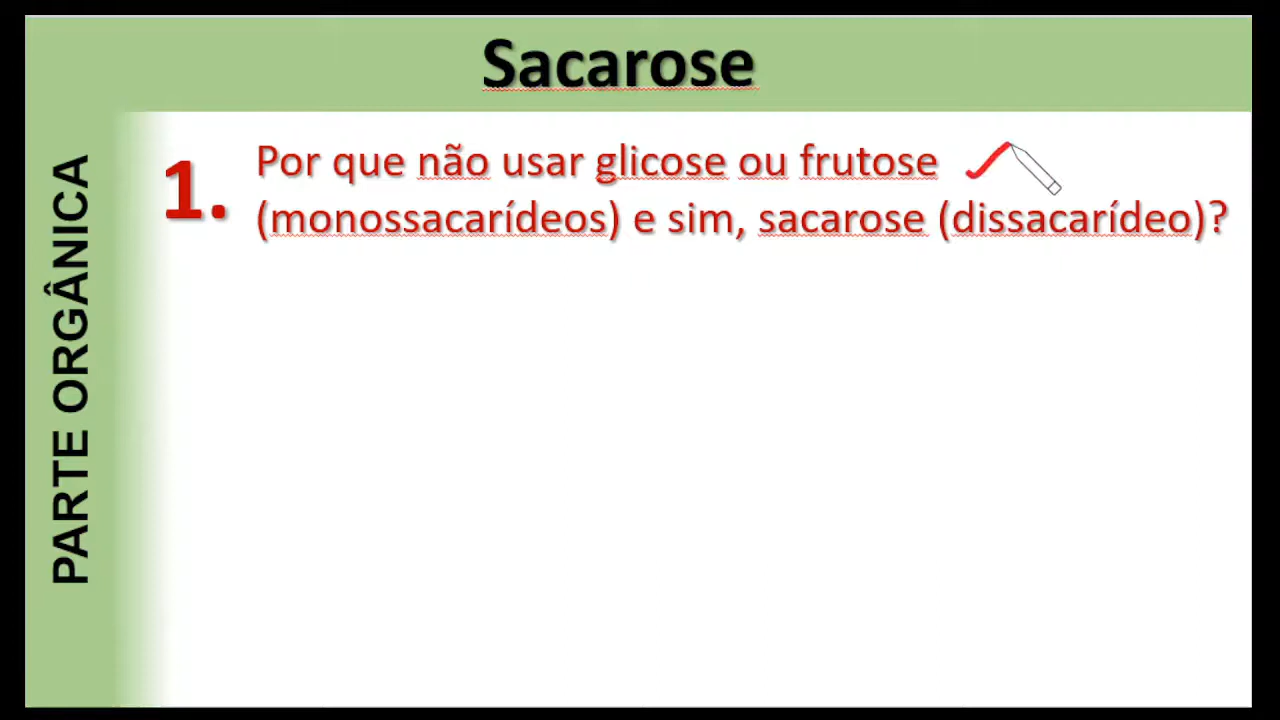 Sacarose
PARTE ORGÂNICA
1.
Por que não usar glicose ou frutose
(monossacarídeos) e sim, sacarose (dissacarídeo)?